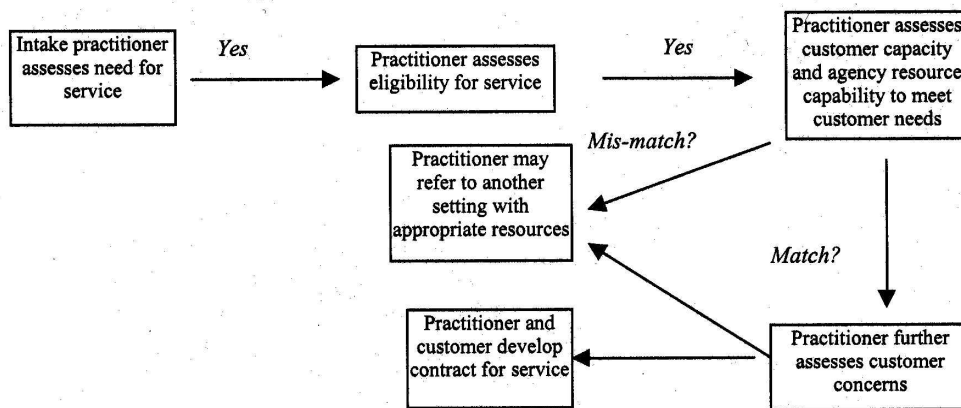 Intake practitioner
assesses need for
service
Yes
Practitioner assesses
eligibility for service
Yes
Practitioner assesses
customer capacity
and agency resource
capability to meet
customer needs
Mis-match?
Practitioner may
refer to another
setting with
appropriate resources
Match?
Practitioner and
customer develop
contract for service
Practitioner further
assesses customer
concerns